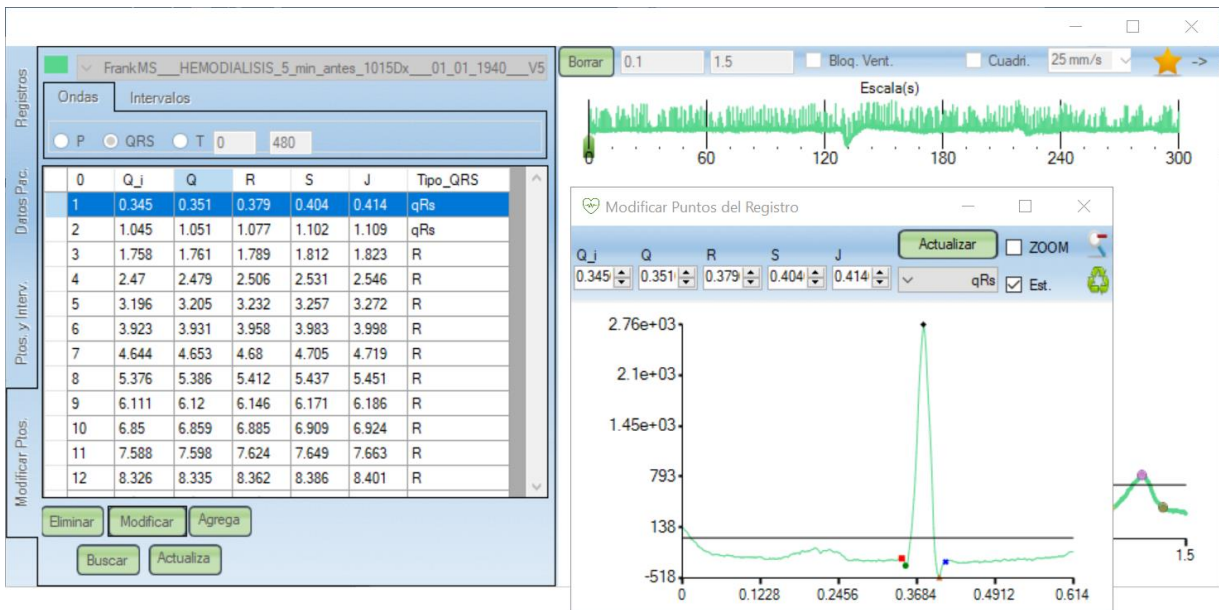 Registros
Datos Pac.
Ptos. y Interv.
Modificar Ptos.
FrankMS___HEMODIALISIS_5_min_antes_1015Dx___01_01_1940___V5
Ondas Intervalos
P QRS T 0 480
0 Q_i Q R S J Tipo_QRS
1 0.345 0.351 0.379 0.404 0.414 qRs
2 1.045 1.051 1.077 1.102 1.109 qRs
3 1.758 1.761 1.789 1.812 1.823 R
4 2.47 2.479 2.506 2.531 2.546 R
5 3.196 3.205 3.232 3.257 3.272 R
6 3.923 3.931 3.958 3.983 3.998 R
7 4.644 4.653 4.68 4.705 4.719 R
8 5.376 5.386 5.412 5.437 5.451 R
9 6.111 6.12 6.146 6.171 6.186 R
10 6.85 6.859 6.885 6.909 6.924 R
11 7.588 7.598 7.624 7.649 7.663 R
12 8.326 8.335 8.362 8.386 8.401 R
Eliminar Modificar Agrega
Buscar Actualiza
Borrar 0.1 1.5 Bloq. Vent. Cuadri. 25 mm/s ->
Escala(s)
0 60 120 180 240 300
Modificar Puntos del Registro
Actualizar ZOOM
Q_i Q R S J
0.345 0.351 0.379 0.404 0.414 qRs Est.
2.76e+03
2.1e+03
1.45e+03
793
138
-518
0 0.1228 0.2456 0.3684 0.4912 0.614
1.5